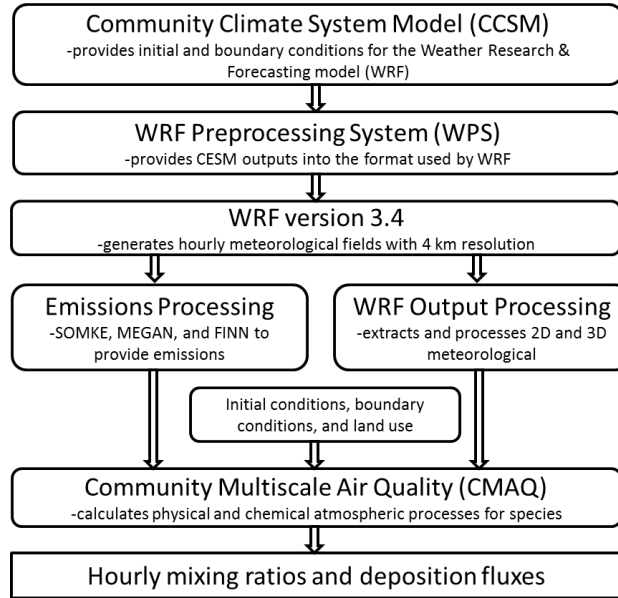 Community Climate System Model (CCSM)
-provides initial and boundary conditions for the Weather Research &
Forecasting model (WRF)
WRF Preprocessing System (WPS)
-provides CESM outputs into the format used by WRF
WRF version 3.4
-generates hourly meteorological fields with 4 km resolution
Emissions Processing
-SOMKE, MEGAN, and FINN to
provide emissions
WRF Output Processing
-extracts and processes 2D and 3D
meteorological
Initial conditions, boundary
conditions, and land use
Community Multiscale Air Quality (CMAQ)
-calculates physical and chemical atmospheric processes for species
Hourly mixing ratios and deposition fluxes